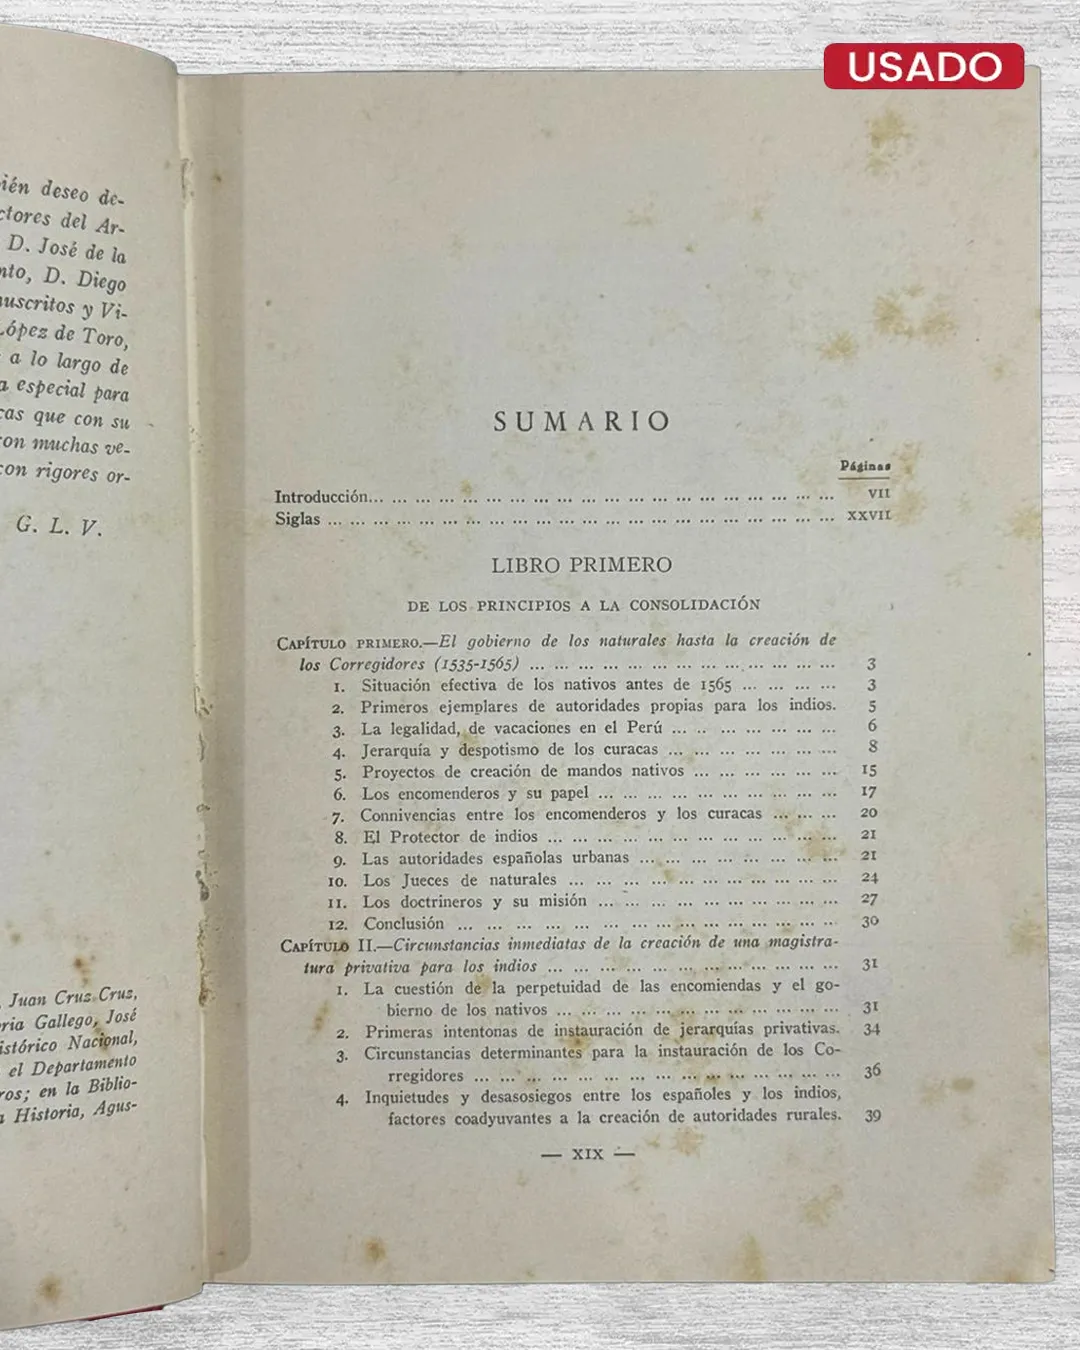 USADO
deseo de-
del Ar-
D. José de la
D. Diego
y Vi-
López de Toro,
a lo largo de
especial para
que con su
muchas ve-
con rigores or-
G. L. V.
Juan Cruz Cruz,
Gallego, José
Nacional,
el Departamento
en la Biblio-
Historia, Agus-
SUMARIO
Páginas
Introducción... ... ... ... ... ... ... ... ... ... ... ... ... ... ... ... ... ... ... ... VII
Siglas ... ... ... ... ... ... ... ... ... ... ... ... ... ... ... ... ... ... ... ... ... ... XXVII
LIBRO PRIMERO
DE LOS PRINCIPIOS A LA CONSOLIDACIÓN
CAPÍTULO PRIMERO.—El gobierno de los naturales hasta la creación de
los Corregidores (1535-1565) ... ... ... ... ... ... ... ... ... ... ... ... ... 3
1. Situación efectiva de los nativos antes de 1565 ... ... ... ... 3
2. Primeros ejemplares de autoridades propias para los indios. 5
3. La legalidad, de vacaciones en el Perú ... .. ... ... ... ... ... 6
4. Jerarquía y despotismo de los curacas ... ... ... ... ... ... ... 8
5. Proyectos de creación de mandos nativos ... ... ... ... ... ... 15
6. Los encomenderos y su papel ... ... ... ... ... ... ... ... ... ... 17
7. Connivencias entre los encomenderos y los curacas ... ... ... 20
8. El Protector de indios ... ... ... ... ... ... ... ... ... ... ... ... 21
9. Las autoridades españolas urbanas ... ... ... ... ... ... ... ... 21
10. Los Jueces de naturales ... ... ... ... ... ... ... ... ... ... ... 24
11. Los doctrineros y su misión ... ... ... ... ... ... ... ... ... ... 27
12. Conclusión ... ... ... ... ... ... ... ... ... ... ... ... ... ... ... ... 30
CAPÍTULO II.—Circunstancias inmediatas de la creación de una magistra-
tura privativa para los indios ... ... ... ... ... ... ... ... ... ... ... ... 31
1. La cuestión de la perpetuidad de las encomiendas y el go-
bierno de los nativos ... ... ... ... ... ... ... ... ... ... ... ... 31
2. Primeras intentonas de instauración de jerarquías privativas. 34
3. Circunstancias determinantes para la instauración de los Co-
rregidores ... ... ... ... ... ... ... ... ... ... ... ... ... ... ... 36
4. Inquietudes y desasosiegos entre los españoles y los indios,
factores coadyuvantes a la creación de autoridades rurales. 39
— XIX —